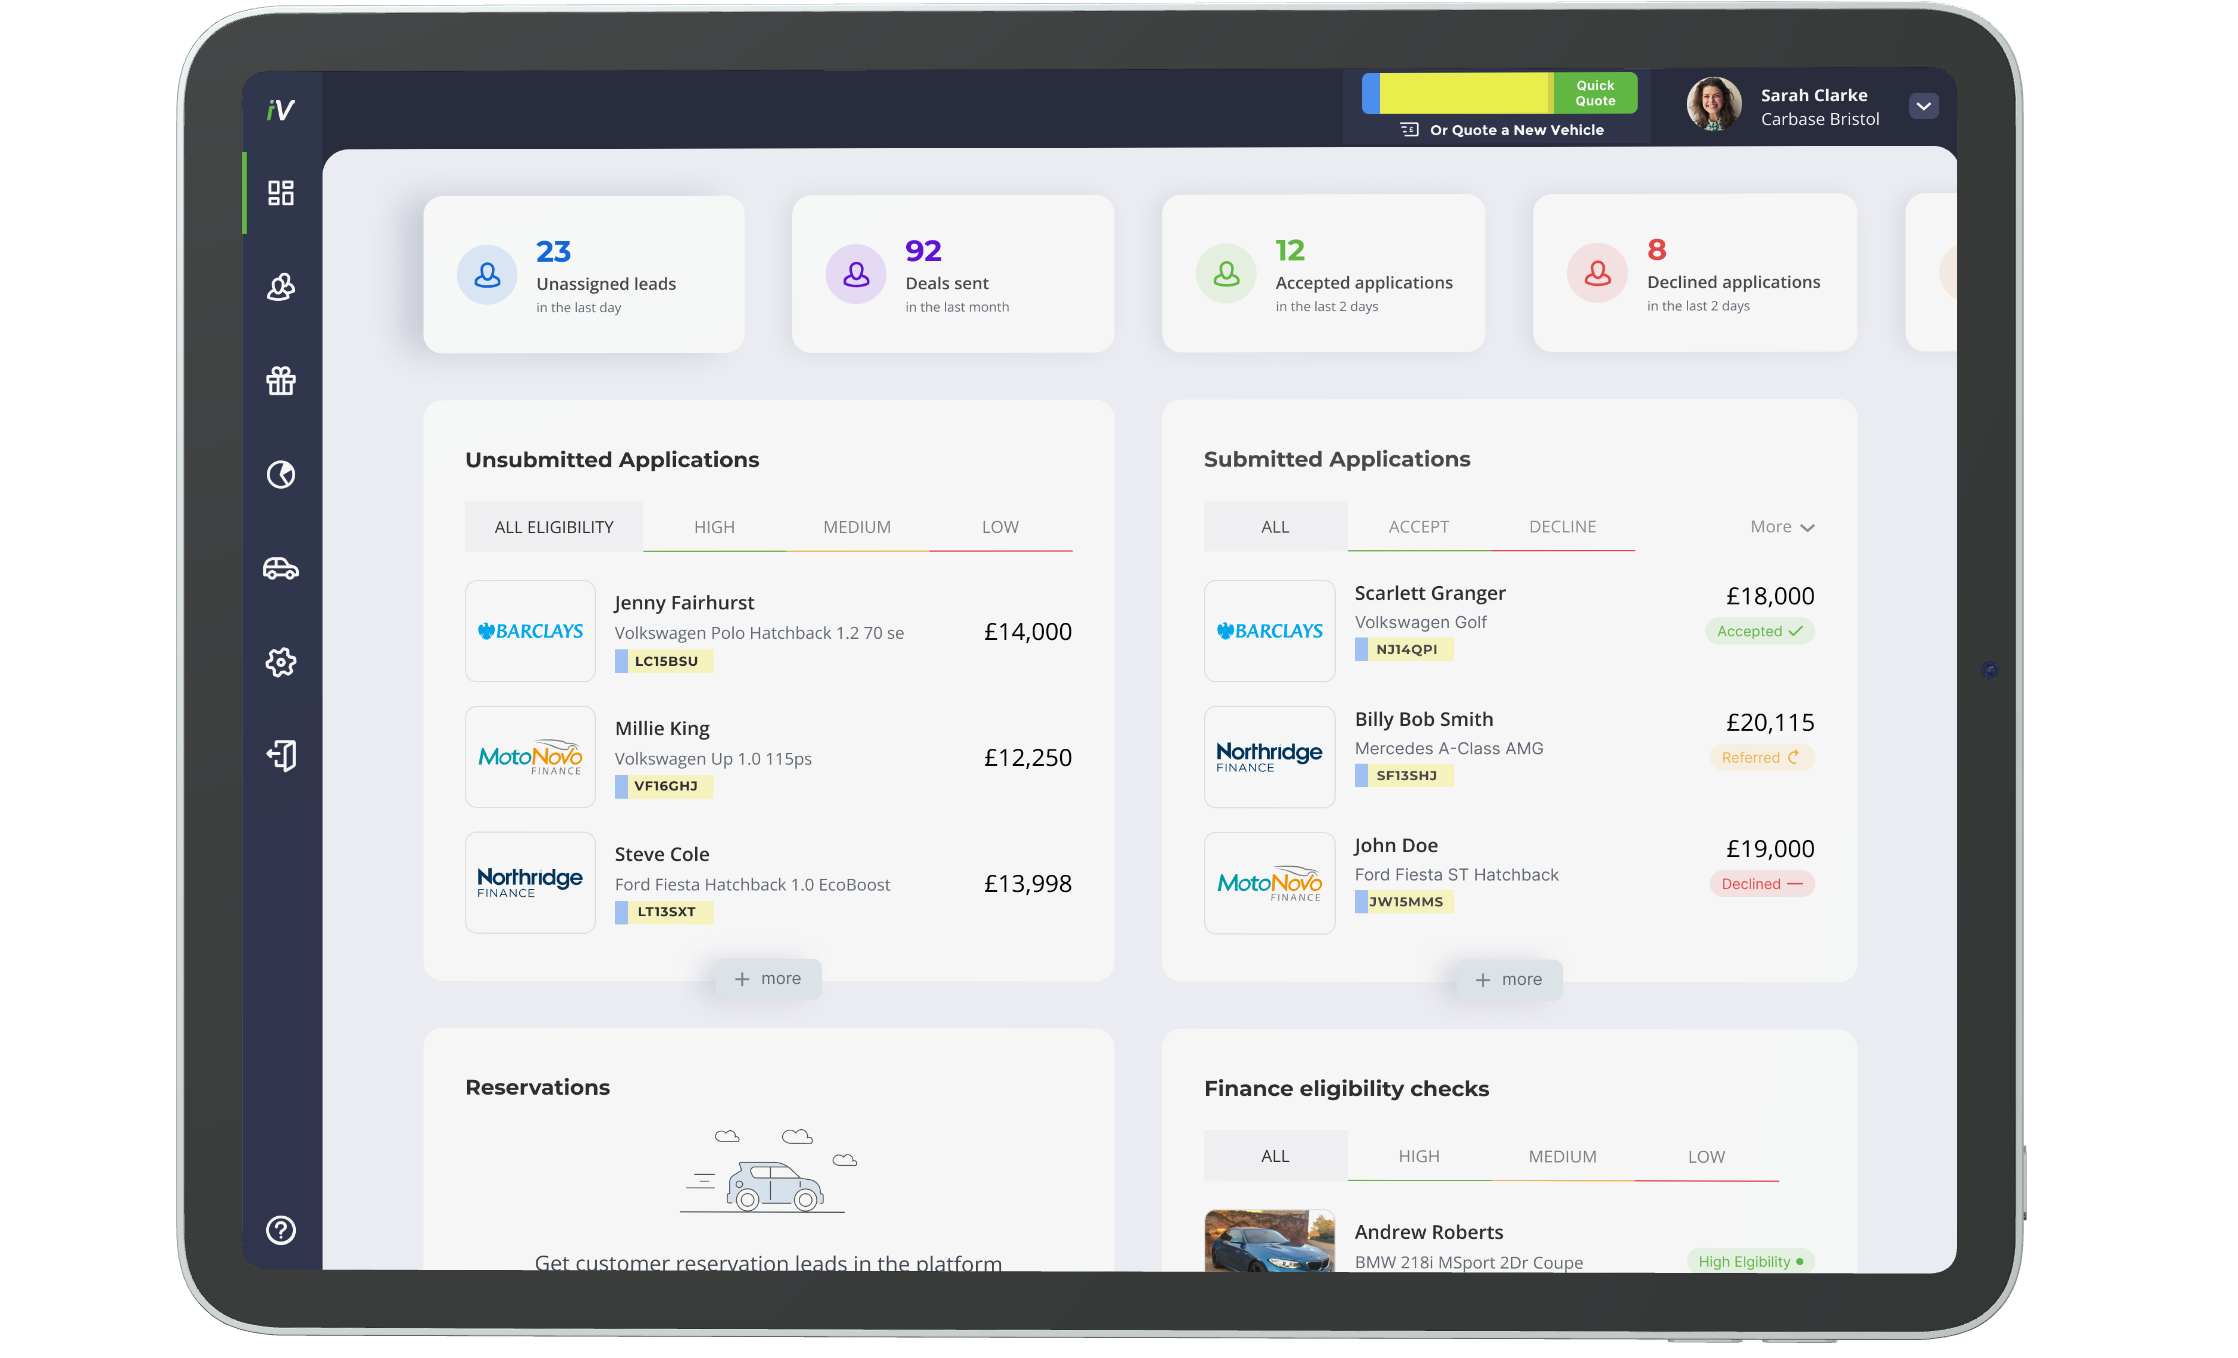 iV
Quick
Quote
Or Quote a New Vehicle
Sarah Clarke
Carbase Bristol
23
Unassigned leads
in the last day
92
Deals sent
in the last month
12
Accepted applications
in the last 2 days
8
Declined applications
in the last 2 days
Unsubmitted Applications
ALL ELIGIBILITY HIGH MEDIUM LOW
BARCLAYS
Jenny Fairhurst
Volkswagen Polo Hatchback 1.2 70 se
LC15BSU
£14,000
MotoNovo
FINANCE
Millie King
Volkswagen Up 1.0 115ps
VF16GHJ
£12,250
Northridge
FINANCE
Steve Cole
Ford Fiesta Hatchback 1.0 EcoBoost
LT13SXT
£13,998
+ more
Submitted Applications
ALL ACCEPT DECLINE More
BARCLAYS
Scarlett Granger
Volkswagen Golf
NJ14QPI
£18,000
Accepted
Northridge
FINANCE
Billy Bob Smith
Mercedes A-Class AMG
SF13SHJ
£20,115
Referred
MotoNovo
FINANCE
John Doe
Ford Fiesta ST Hatchback
JW15MMS
£19,000
Declined
+ more
Reservations
Get customer reservation leads in the platform
Finance eligibility checks
ALL HIGH MEDIUM LOW
Andrew Roberts
BMW 218i MSport 2Dr Coupe
High Elgibility